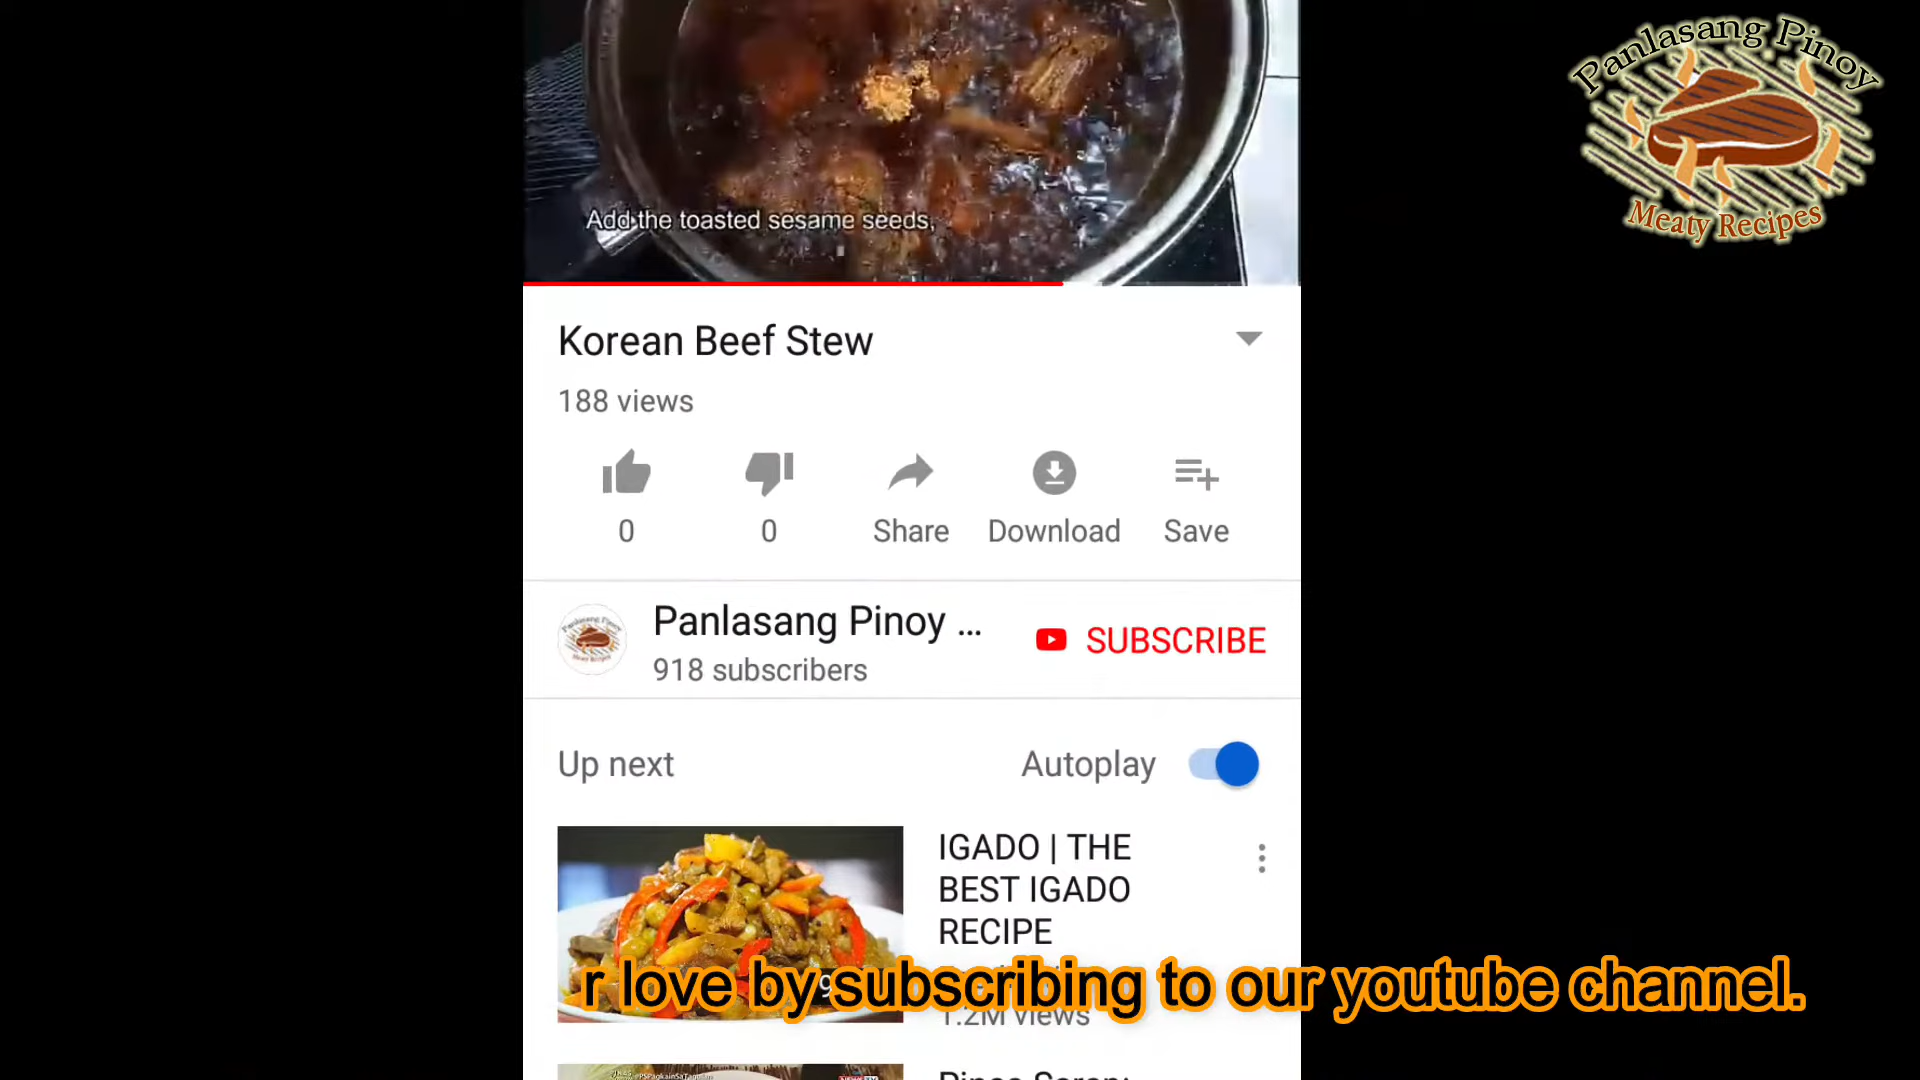 Panlasang Pinoy
Meaty Recipes
Add the toasted sesame seeds,
Korean Beef Stew
188 views
0
0
Share
Download
Save
Panlasang Pinoy ...
918 subscribers
SUBSCRIBE
Up next
Autoplay
IGADO | THE
BEST IGADO
RECIPE
r love by subscribing to our youtube channel.
1.2M views